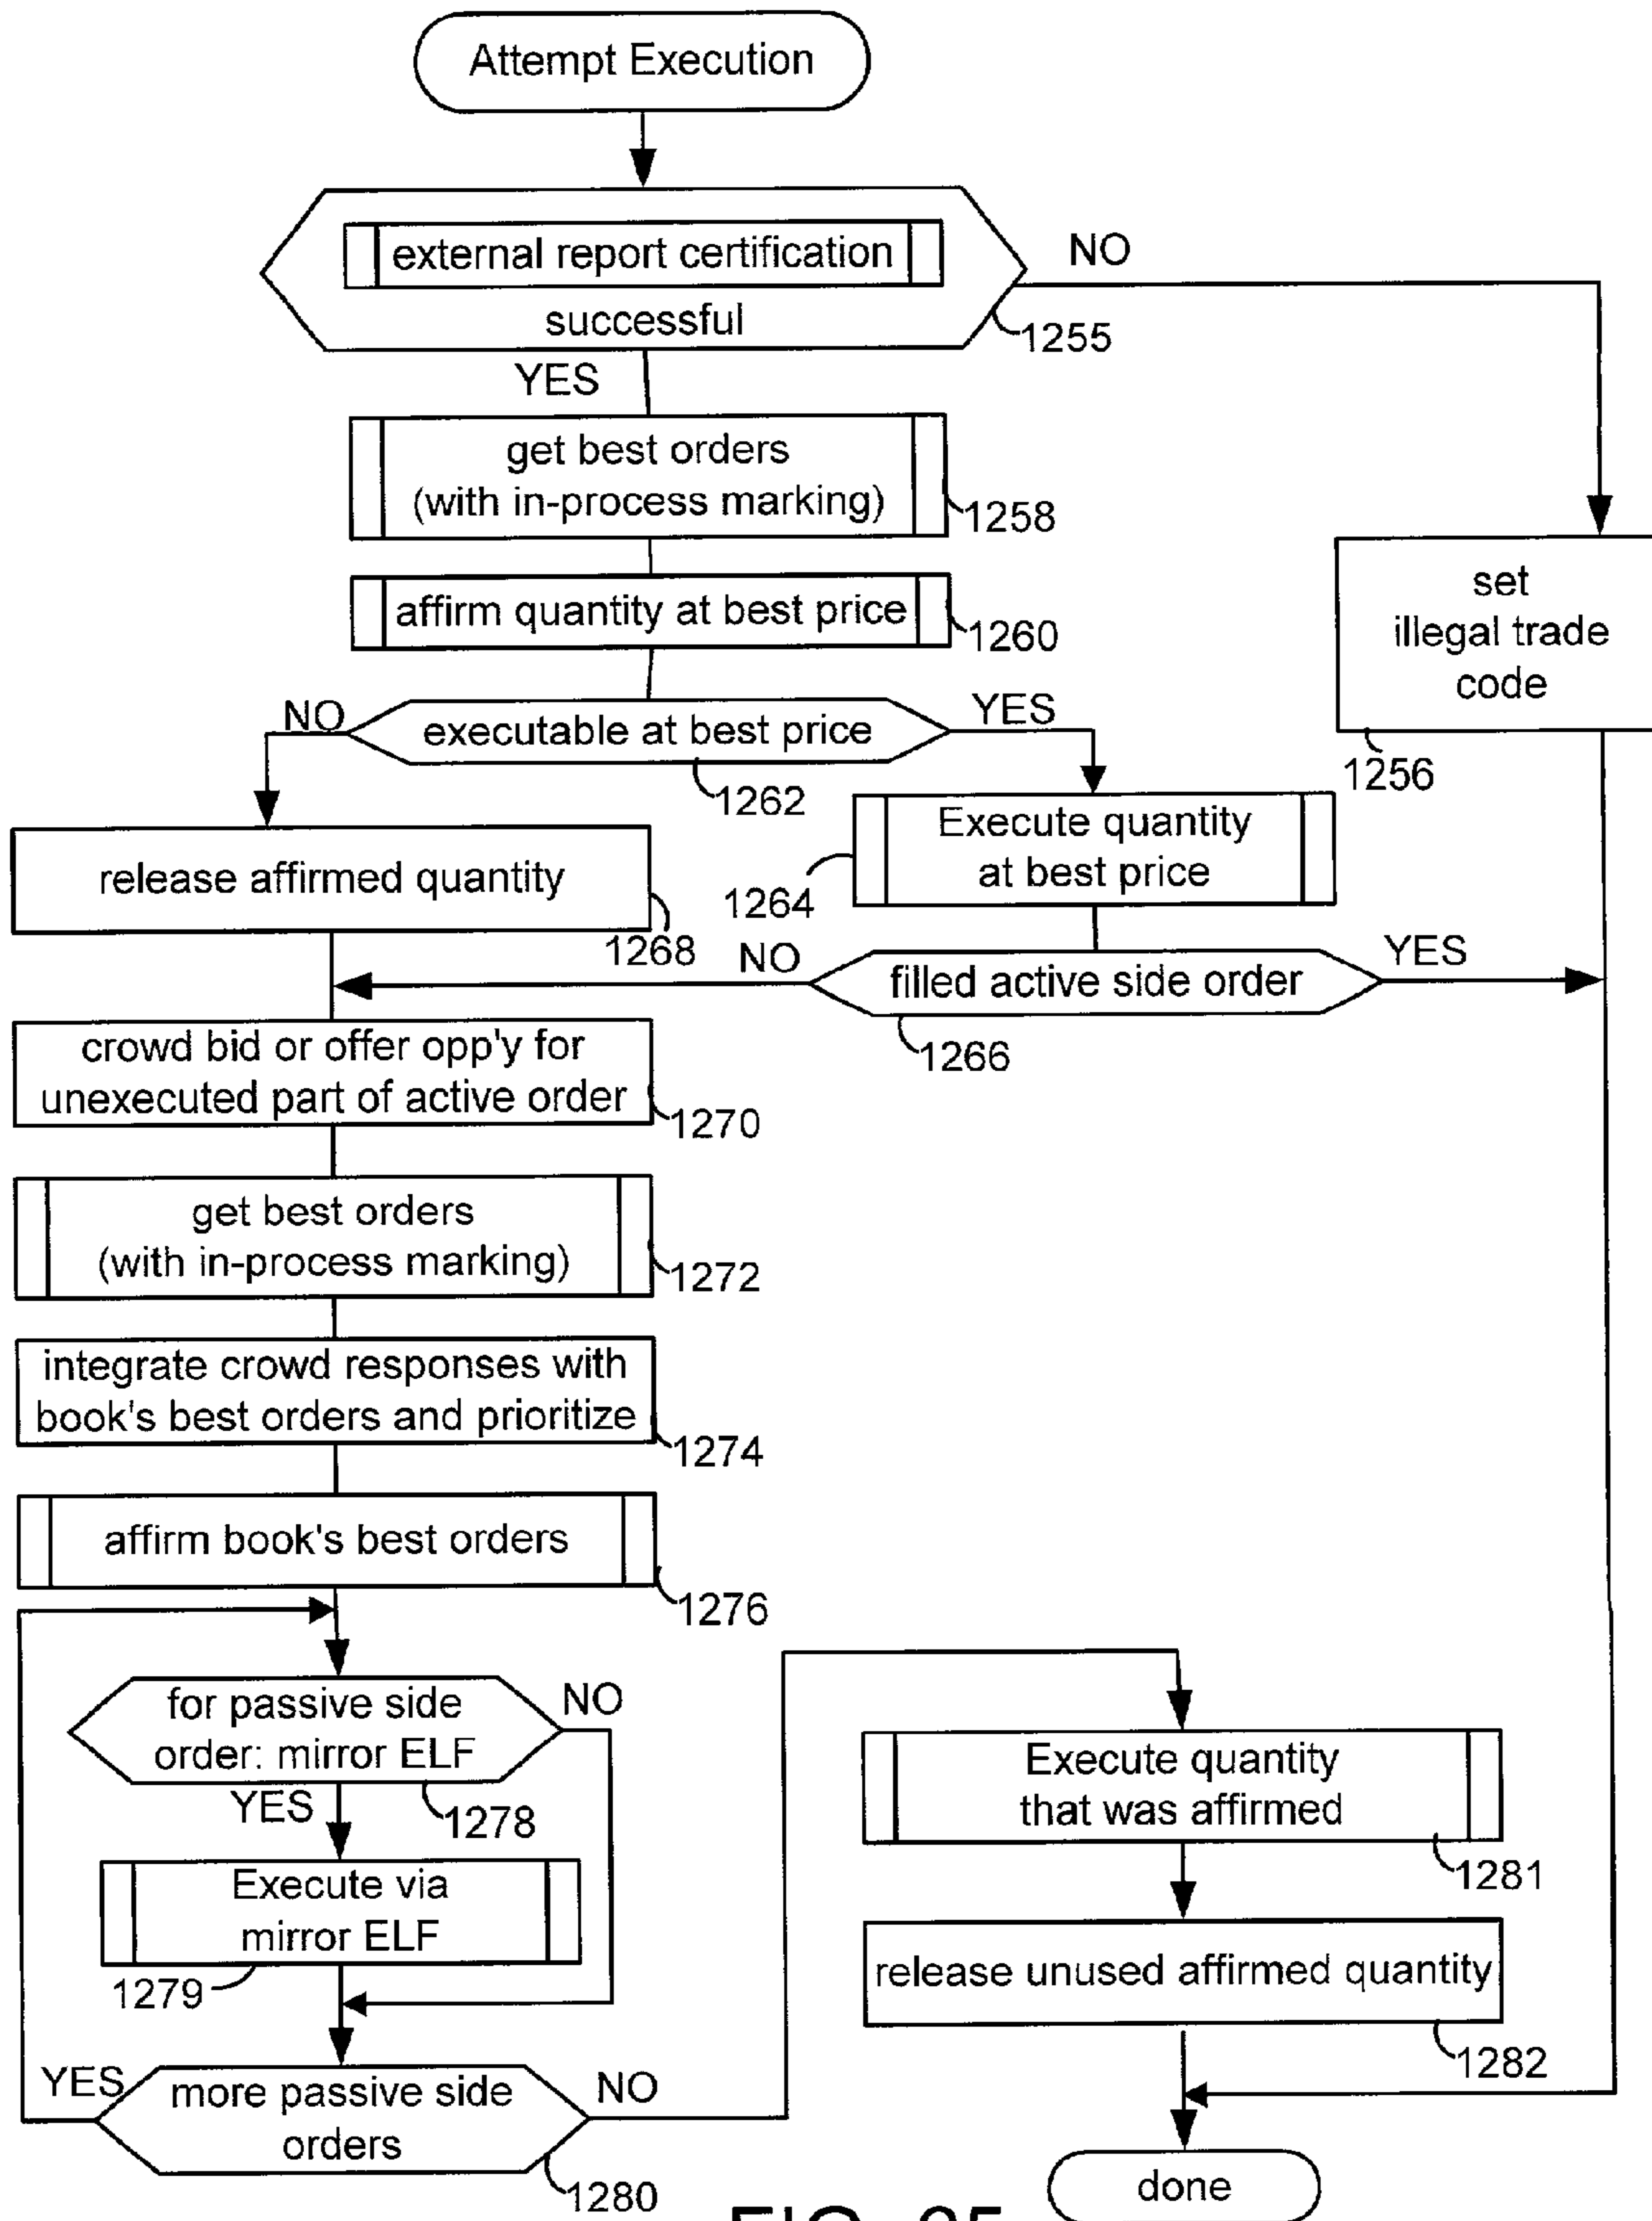 Attempt Execution
external report certification
successful
NO
1255
YES
get best orders
(with in-process marking)
1258
affirm quantity at best price
1260
set
illegal trade
code
1256
NO
executable at best price
YES
1262
Execute quantity
at best price
1264
release affirmed quantity
1268
NO
filled active side order
YES
1266
crowd bid or offer opp'y for
unexecuted part of active order
1270
get best orders
(with in-process marking)
1272
integrate crowd responses with
book's best orders and prioritize
1274
affirm book's best orders
1276
for passive side
order: mirror ELF
NO
YES
1278
Execute via
mirror ELF
1279
YES
more passive side
orders
NO
1280
Execute quantity
that was affirmed
1281
release unused affirmed quantity
1282
done